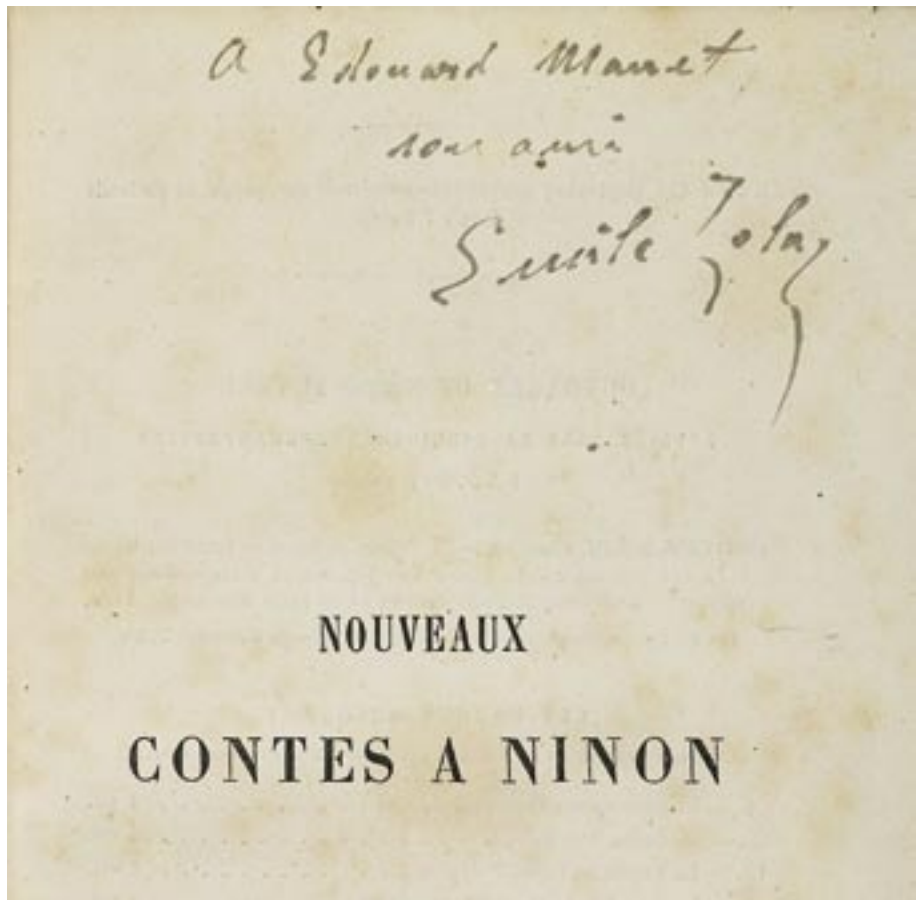 A Edouard Manet
son ami
Emile Zola
NOUVEAUX
CONTES A NINON